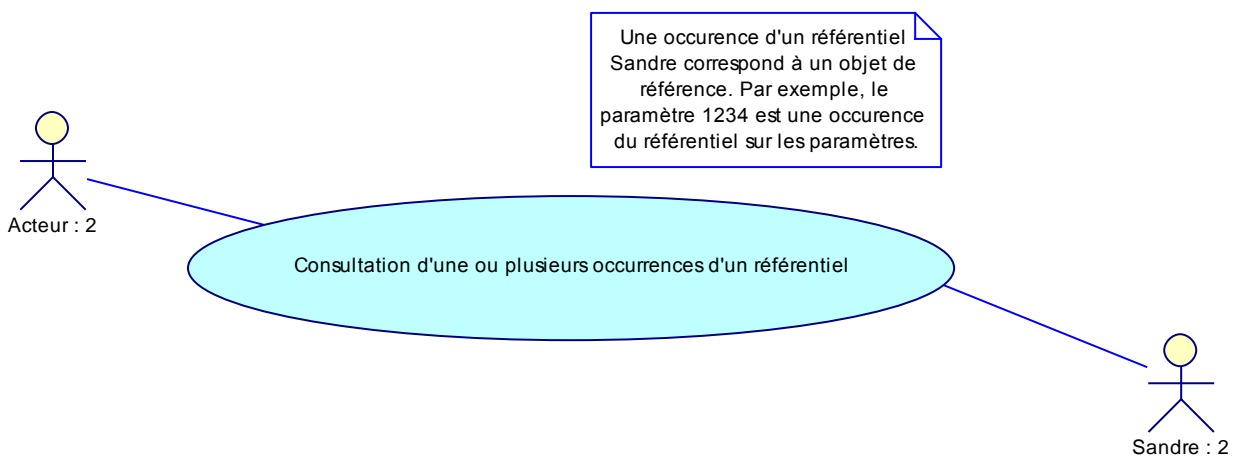 Une occurence d'un référentiel
Sandre correspond à un objet de
référence. Par exemple, le
paramètre 1234 est une occurence
du référentiel sur les paramètres.
Acteur : 2
Consultation d'une ou plusieurs occurrences d'un référentiel
Sandre : 2